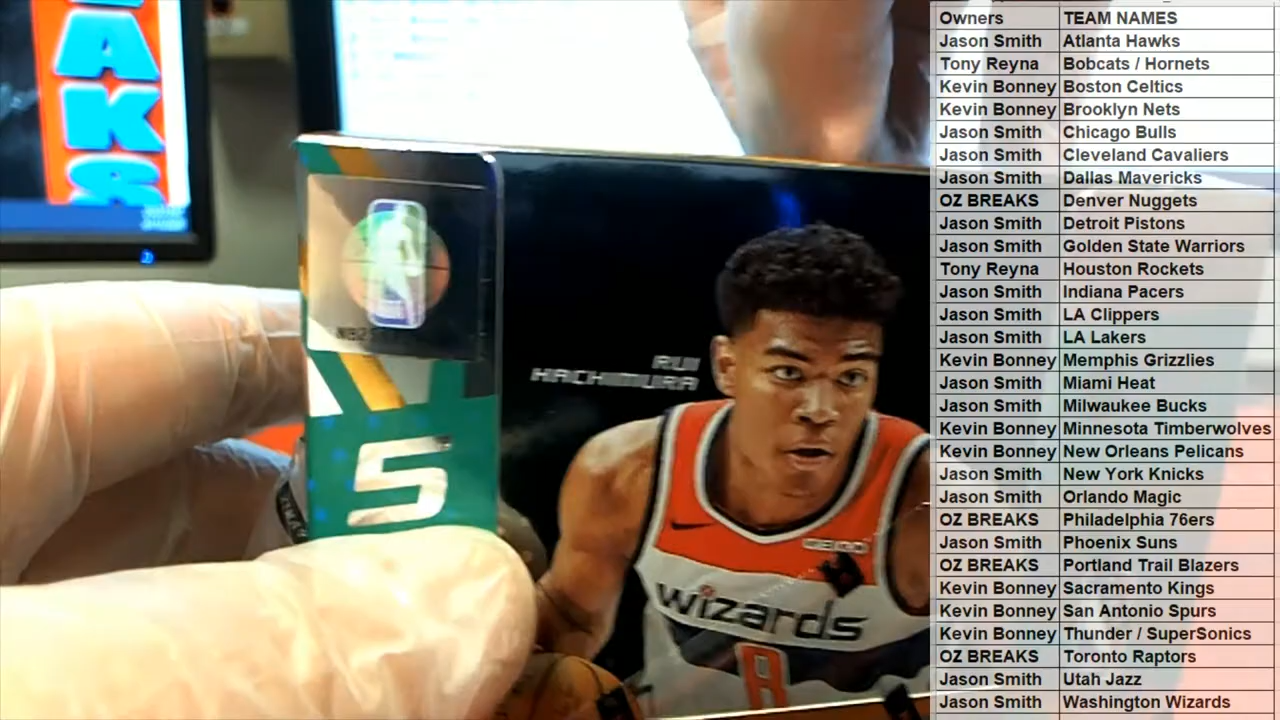 AKS
RUI
HACHIMURA
5
wizards
8
Owners TEAM NAMES
Jason Smith Atlanta Hawks
Tony Reyna Bobcats / Hornets
Kevin Bonney Boston Celtics
Kevin Bonney Brooklyn Nets
Jason Smith Chicago Bulls
Jason Smith Cleveland Cavaliers
Jason Smith Dallas Mavericks
OZ BREAKS Denver Nuggets
Jason Smith Detroit Pistons
Jason Smith Golden State Warriors
Tony Reyna Houston Rockets
Jason Smith Indiana Pacers
Jason Smith LA Clippers
Jason Smith LA Lakers
Kevin Bonney Memphis Grizzlies
Jason Smith Miami Heat
Jason Smith Milwaukee Bucks
Kevin Bonney Minnesota Timberwolves
Kevin Bonney New Orleans Pelicans
Jason Smith New York Knicks
Jason Smith Orlando Magic
OZ BREAKS Philadelphia 76ers
Jason Smith Phoenix Suns
OZ BREAKS Portland Trail Blazers
Kevin Bonney Sacramento Kings
Kevin Bonney San Antonio Spurs
Kevin Bonney Thunder / SuperSonics
OZ BREAKS Toronto Raptors
Jason Smith Utah Jazz
Jason Smith Washington Wizards